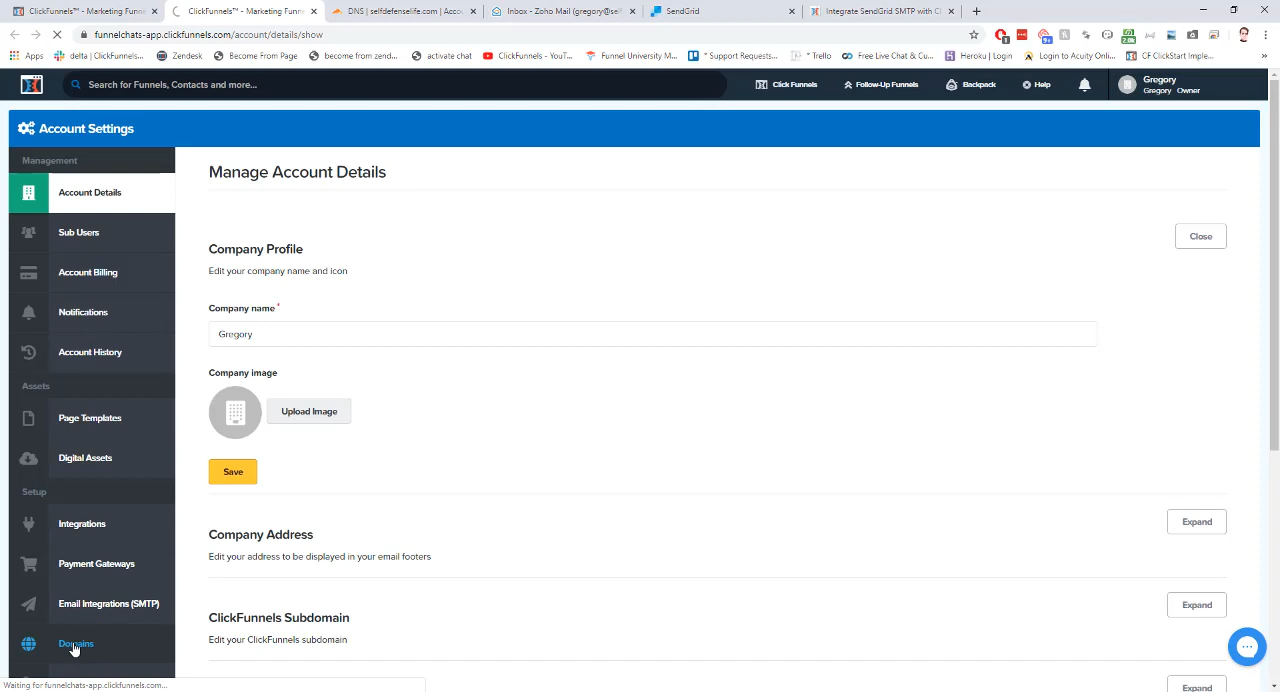 ClickFunnels™ - Marketing Funne
ClickFunnels™ - Marketing Funne
DNS | selfdefenselife.com | Acco
Inbox - Zoho Mail (gregory@sel
SendGrid
Integrate SendGrid SMTP with Cl
funnelchats-app.clickfunnels.com/account/details/show
Apps
delta | ClickFunnels...
Zendesk
Become From Page
become from zend...
activate chat
ClickFunnels - YouT...
Funnel University M...
* Support Requests...
* Trello
Free Live Chat & Cu...
Heroku | Login
Login to Acuity Onli...
CF ClickStart Imple...
»
Search for Funnels, Contacts and more...
Click Funnels
Follow-Up Funnels
Backpack
Help
Gregory
Gregory Owner
Account Settings
Management
Account Details
Sub Users
Account Billing
Notifications
Account History
Assets
Page Templates
Digital Assets
Setup
Integrations
Payment Gateways
Email Integrations (SMTP)
Domains
Manage Account Details
Company Profile
Close
Edit your company name and icon
Company name *
Gregory
Company image
Upload Image
Save
Company Address
Expand
Edit your address to be displayed in your email footers
ClickFunnels Subdomain
Expand
Edit your ClickFunnels subdomain
Expand
Waiting for funnelchats-app.clickfunnels.com...